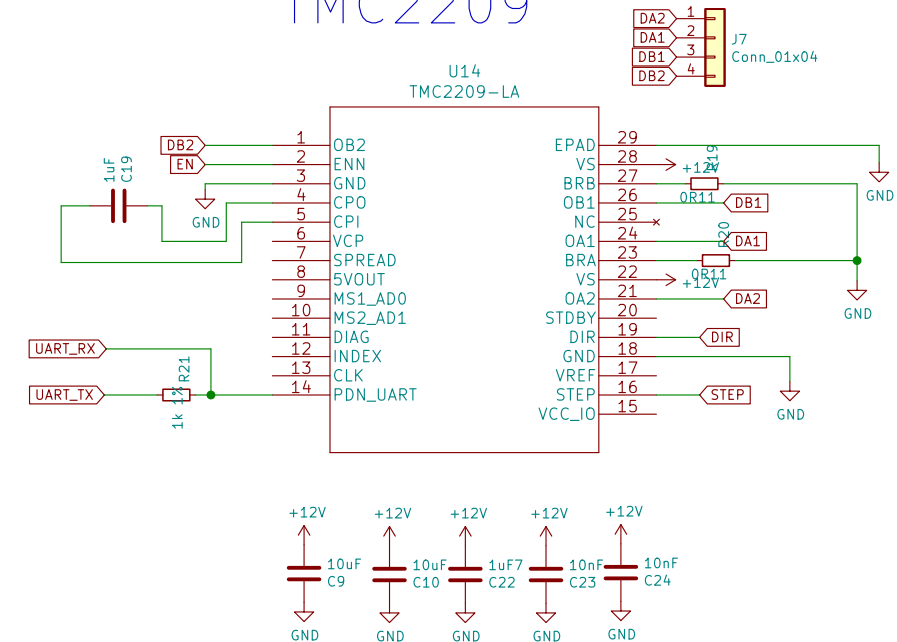 TMC2209
DA2 1
DA1 2
DB1 3
DB2 4
J7
Conn_01x04
U14
TMC2209-LA
DB2 1 OB2
EN 2 ENN
3 GND
GND
4 CPO
5 CPI
6 VCP
7 SPREAD
8 5VOUT
9 MS1_AD0
10 MS2_AD1
11 DIAG
12 INDEX
13 CLK
14 PDN_UART
1uF
C19
UART_RX
UART_TX
R21
1k 1%
EPAD 29
VS 28 +12V
BRB 27
R19
0R11
OB1 26 DB1
NC 25
OA1 24 DA1
BRA 23
R20
0R11
VS 22 +12V
OA2 21 DA2
STDBY 20
DIR 19 DIR
GND 18
VREF 17
STEP 16 STEP
VCC_IO 15
GND
GND
GND
+12V
10uF
C9
GND
+12V
10uF
C10
GND
+12V
1uF7
C22
GND
+12V
10nF
C23
GND
+12V
10nF
C24
GND